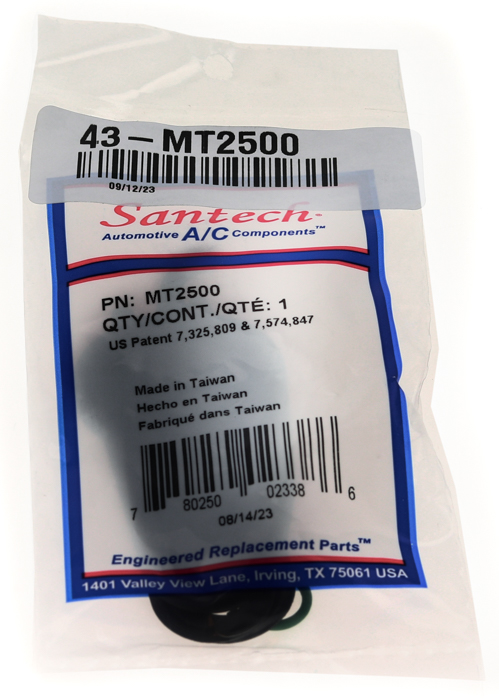 43-MT2500
09/12/23
Santech
Automotive A/C Components™
PN: MT2500
QTY/CONT./QTÉ: 1
US Patent 7,325,809 & 7,574,847
Made in Taiwan
Hecho en Taiwan
Fabriqué dans Taiwan
7 80250 02338 6
08/14/23
Engineered Replacement Parts™
1401 Valley View Lane, Irving, TX 75061 USA